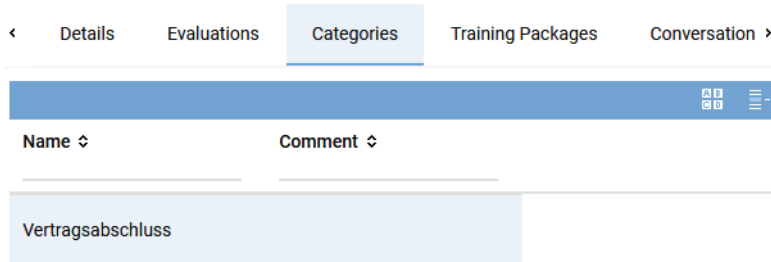 Details Evaluations Categories Training Packages Conversation
A B
C D
Name Comment
Vertragsabschluss